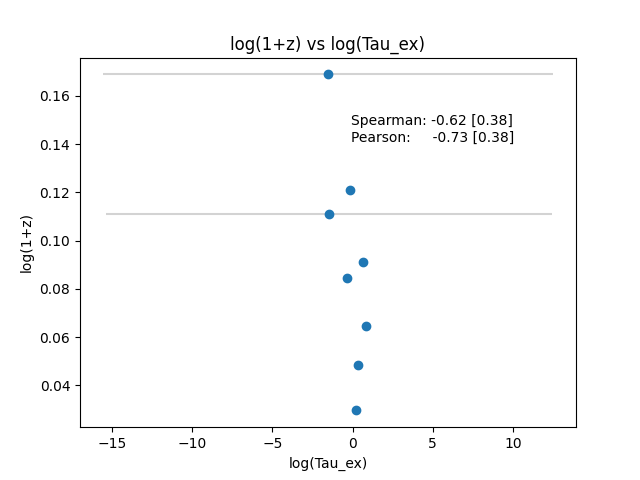 log(1+z) vs log(Tau_ex)
0.16
0.14
0.12
0.10
0.08
0.06
0.04
log(1+z)
Spearman: -0.62 [0.38]
Pearson: -0.73 [0.38]
−15
−10
−5
0
5
10
log(Tau_ex)